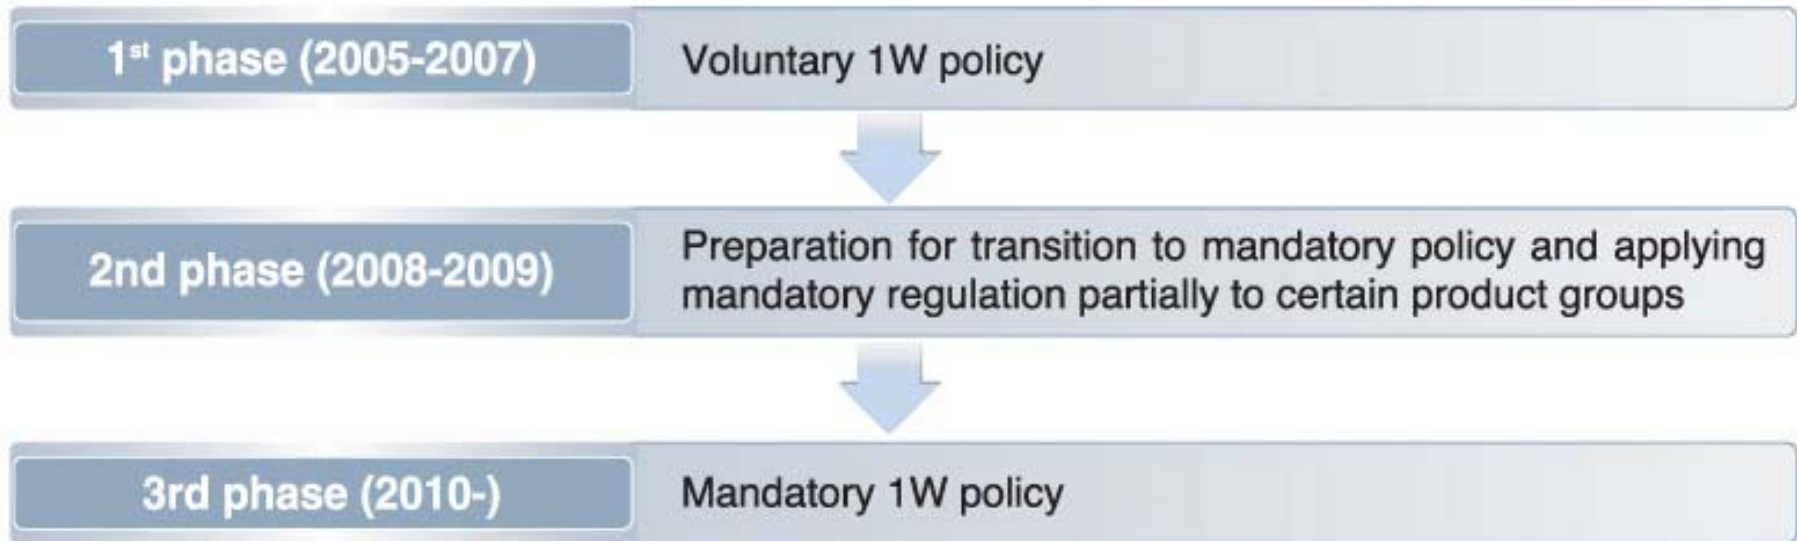 1st phase (2005-2007)
Voluntary 1W policy
2nd phase (2008-2009)
Preparation for transition to mandatory policy and applying
mandatory regulation partially to certain product groups
3rd phase (2010-)
Mandatory 1W policy